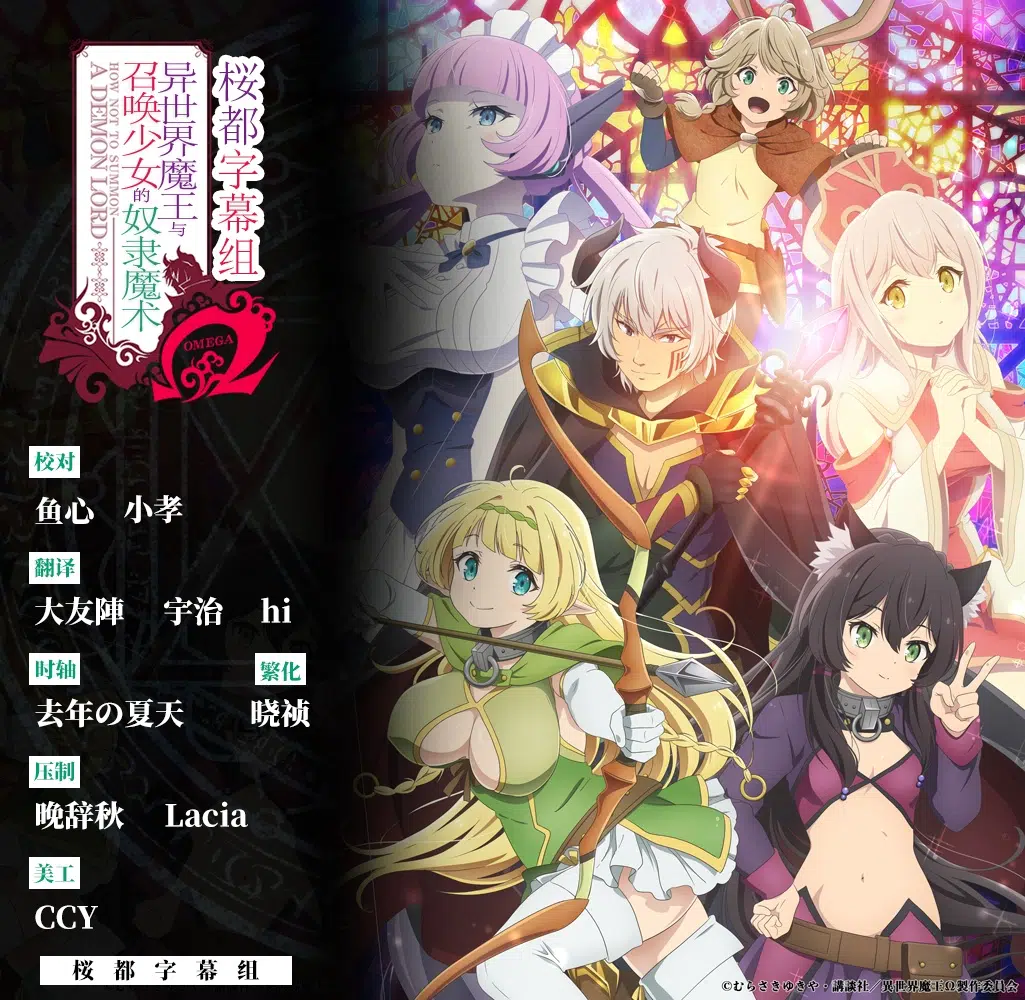 桜都字幕组
异世界魔王与
召唤少女的奴隶魔术
HOW NOT TO SUMMON
A DEMON LORD
OMEGA
Ω
校对
鱼心 小孝
翻译
大友陣 宇治 hi
时轴 繁化
去年の夏天 晓祯
压制
晚辞秋 Lacia
美工
CCY
桜都字幕组
©むらさきゆきや・講談社／異世界魔王Ω製作委員会